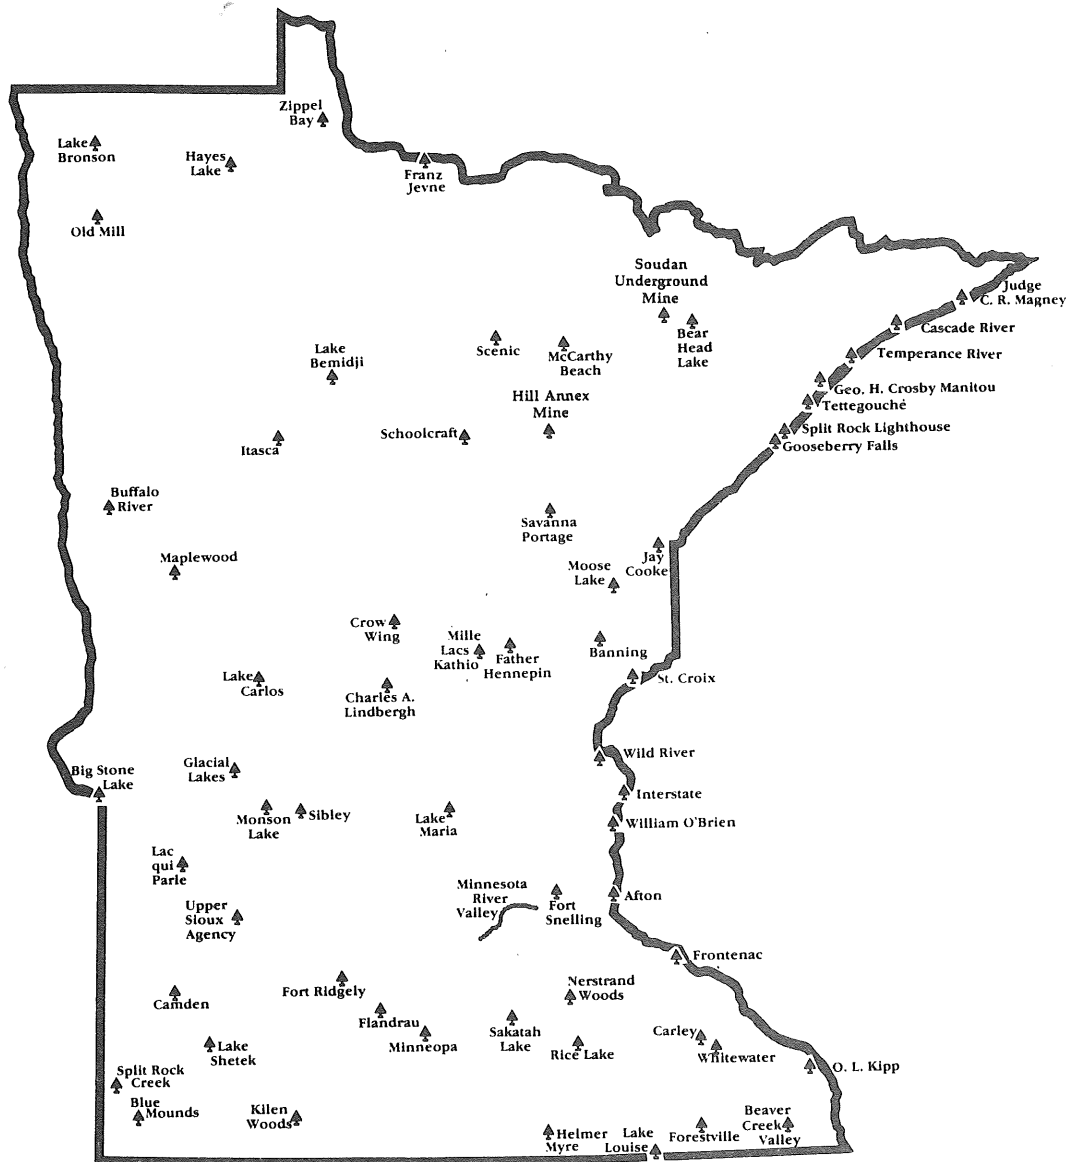 Zippel
Bay
Lake
Bronson
Hayes
Lake
Franz
Jevne
Old Mill
Soudan
Underground
Mine
Judge
C. R. Magney
Bear
Head
Lake
Cascade River
Scenic
McCarthy
Beach
Temperance River
Lake
Bemidji
Geo. H. Crosby Manitou
Tettegouché
Hill Annex
Mine
Split Rock Lighthouse
Gooseberry Falls
Schoolcraft
Itasca
Buffalo
River
Savanna
Portage
Maplewood
Jay
Cooke
Moose
Lake
Crow
Wing
Mille
Lacs
Kathio
Father
Hennepin
Banning
St. Croix
Lake
Carlos
Charles A.
Lindbergh
Wild River
Glacial
Lakes
Big Stone
Lake
Interstate
Monson
Lake
Sibley
Lake
Maria
William O'Brien
Lac
qui
Parle
Minnesota
River
Valley
Fort
Snelling
Afton
Upper
Sioux
Agency
Frontenac
Nerstrand
Woods
Fort Ridgely
Camden
Flandrau
Minneopa
Sakatah
Lake
Rice Lake
Carley
Whitewater
Lake
Shetek
O. L. Kipp
Split Rock
Creek
Blue
Mounds
Kilen
Woods
Helmer
Myre
Lake
Louise
Forestville
Beaver
Creek
Valley